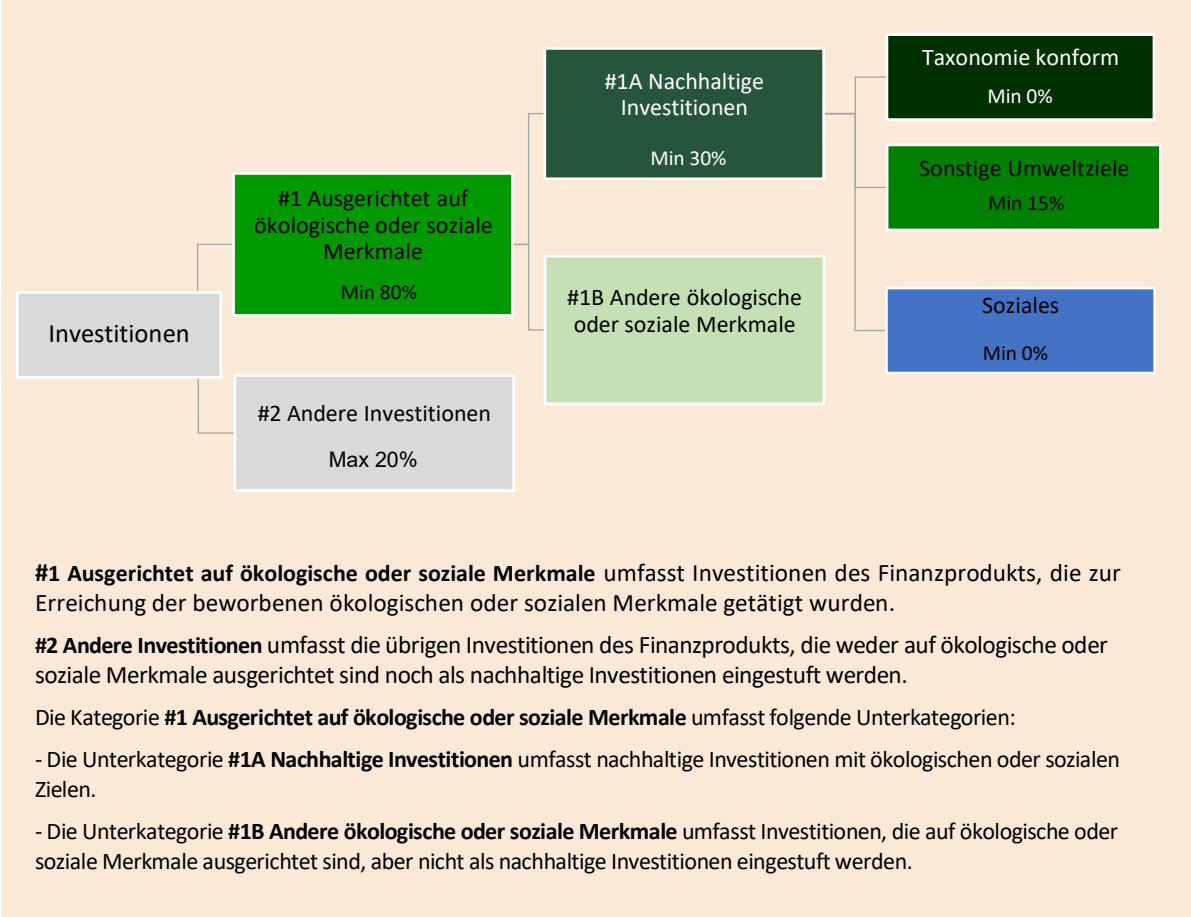 Investitionen
#1 Ausgerichtet auf
ökologische oder soziale
Merkmale
Min 80%
#2 Andere Investitionen
Max 20%
#1A Nachhaltige
Investitionen
Min 30%
#1B Andere ökologische
oder soziale Merkmale
Taxonomie konform
Min 0%
Sonstige Umweltziele
Min 15%
Soziales
Min 0%
#1 Ausgerichtet auf ökologische oder soziale Merkmale umfasst Investitionen des Finanzprodukts, die zur
Erreichung der beworbenen ökologischen oder sozialen Merkmale getätigt wurden.
#2 Andere Investitionen umfasst die übrigen Investitionen des Finanzprodukts, die weder auf ökologische oder
soziale Merkmale ausgerichtet sind noch als nachhaltige Investitionen eingestuft werden.
Die Kategorie #1 Ausgerichtet auf ökologische oder soziale Merkmale umfasst folgende Unterkategorien:
- Die Unterkategorie #1A Nachhaltige Investitionen umfasst nachhaltige Investitionen mit ökologischen oder sozialen
Zielen.
- Die Unterkategorie #1B Andere ökologische oder soziale Merkmale umfasst Investitionen, die auf ökologische oder
soziale Merkmale ausgerichtet sind, aber nicht als nachhaltige Investitionen eingestuft werden.